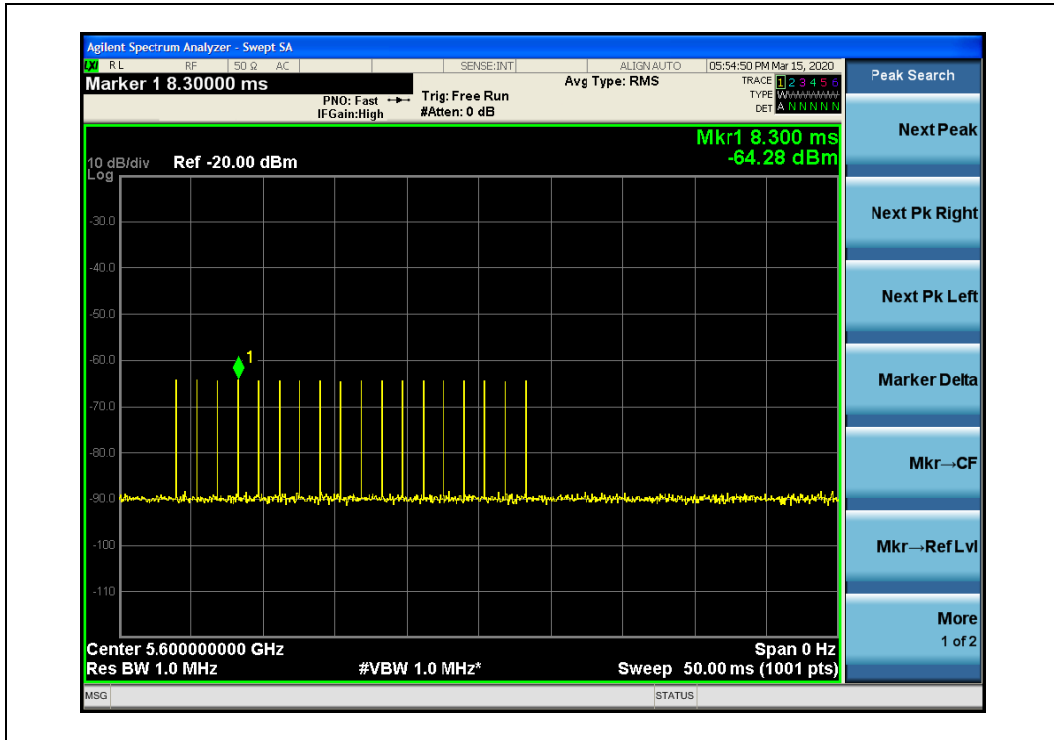 Agilent Spectrum Analyzer - Swept SA
LXI RL RF 50 Ω AC SENSE:INT ALIGN AUTO 05:54:50 PM Mar 15, 2020
Marker 1 8.30000 ms
PNO: Fast
IFGain:High
Trig: Free Run
#Atten: 0 dB
Avg Type: RMS
TRACE 1 2 3 4 5 6
TYPE
DET A N N N N N
Peak Search
Mkr1 8.300 ms
-64.28 dBm
10 dB/div Ref -20.00 dBm
Log
-30.0
-40.0
-50.0
-60.0
-70.0
-80.0
-90.0
-100
-110
1
Center 5.600000000 GHz Span 0 Hz
Res BW 1.0 MHz #VBW 1.0 MHz* Sweep 50.00 ms (1001 pts)
Next Peak
Next Pk Right
Next Pk Left
Marker Delta
Mkr→CF
Mkr→Ref Lvl
More
1 of 2
MSG STATUS